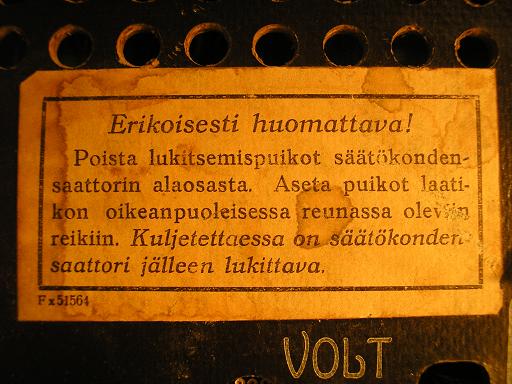 Erikoisesti huomattava!
Poista lukitsemispuikot säätökonden-
saattorin alaosasta. Aseta puikot laati-
kon oikeanpuoleisessa reunassa oleviin
reikiin. Kuljetettaessa on säätökonden-
saattori jälleen lukittava.
Fx51564
VOLT